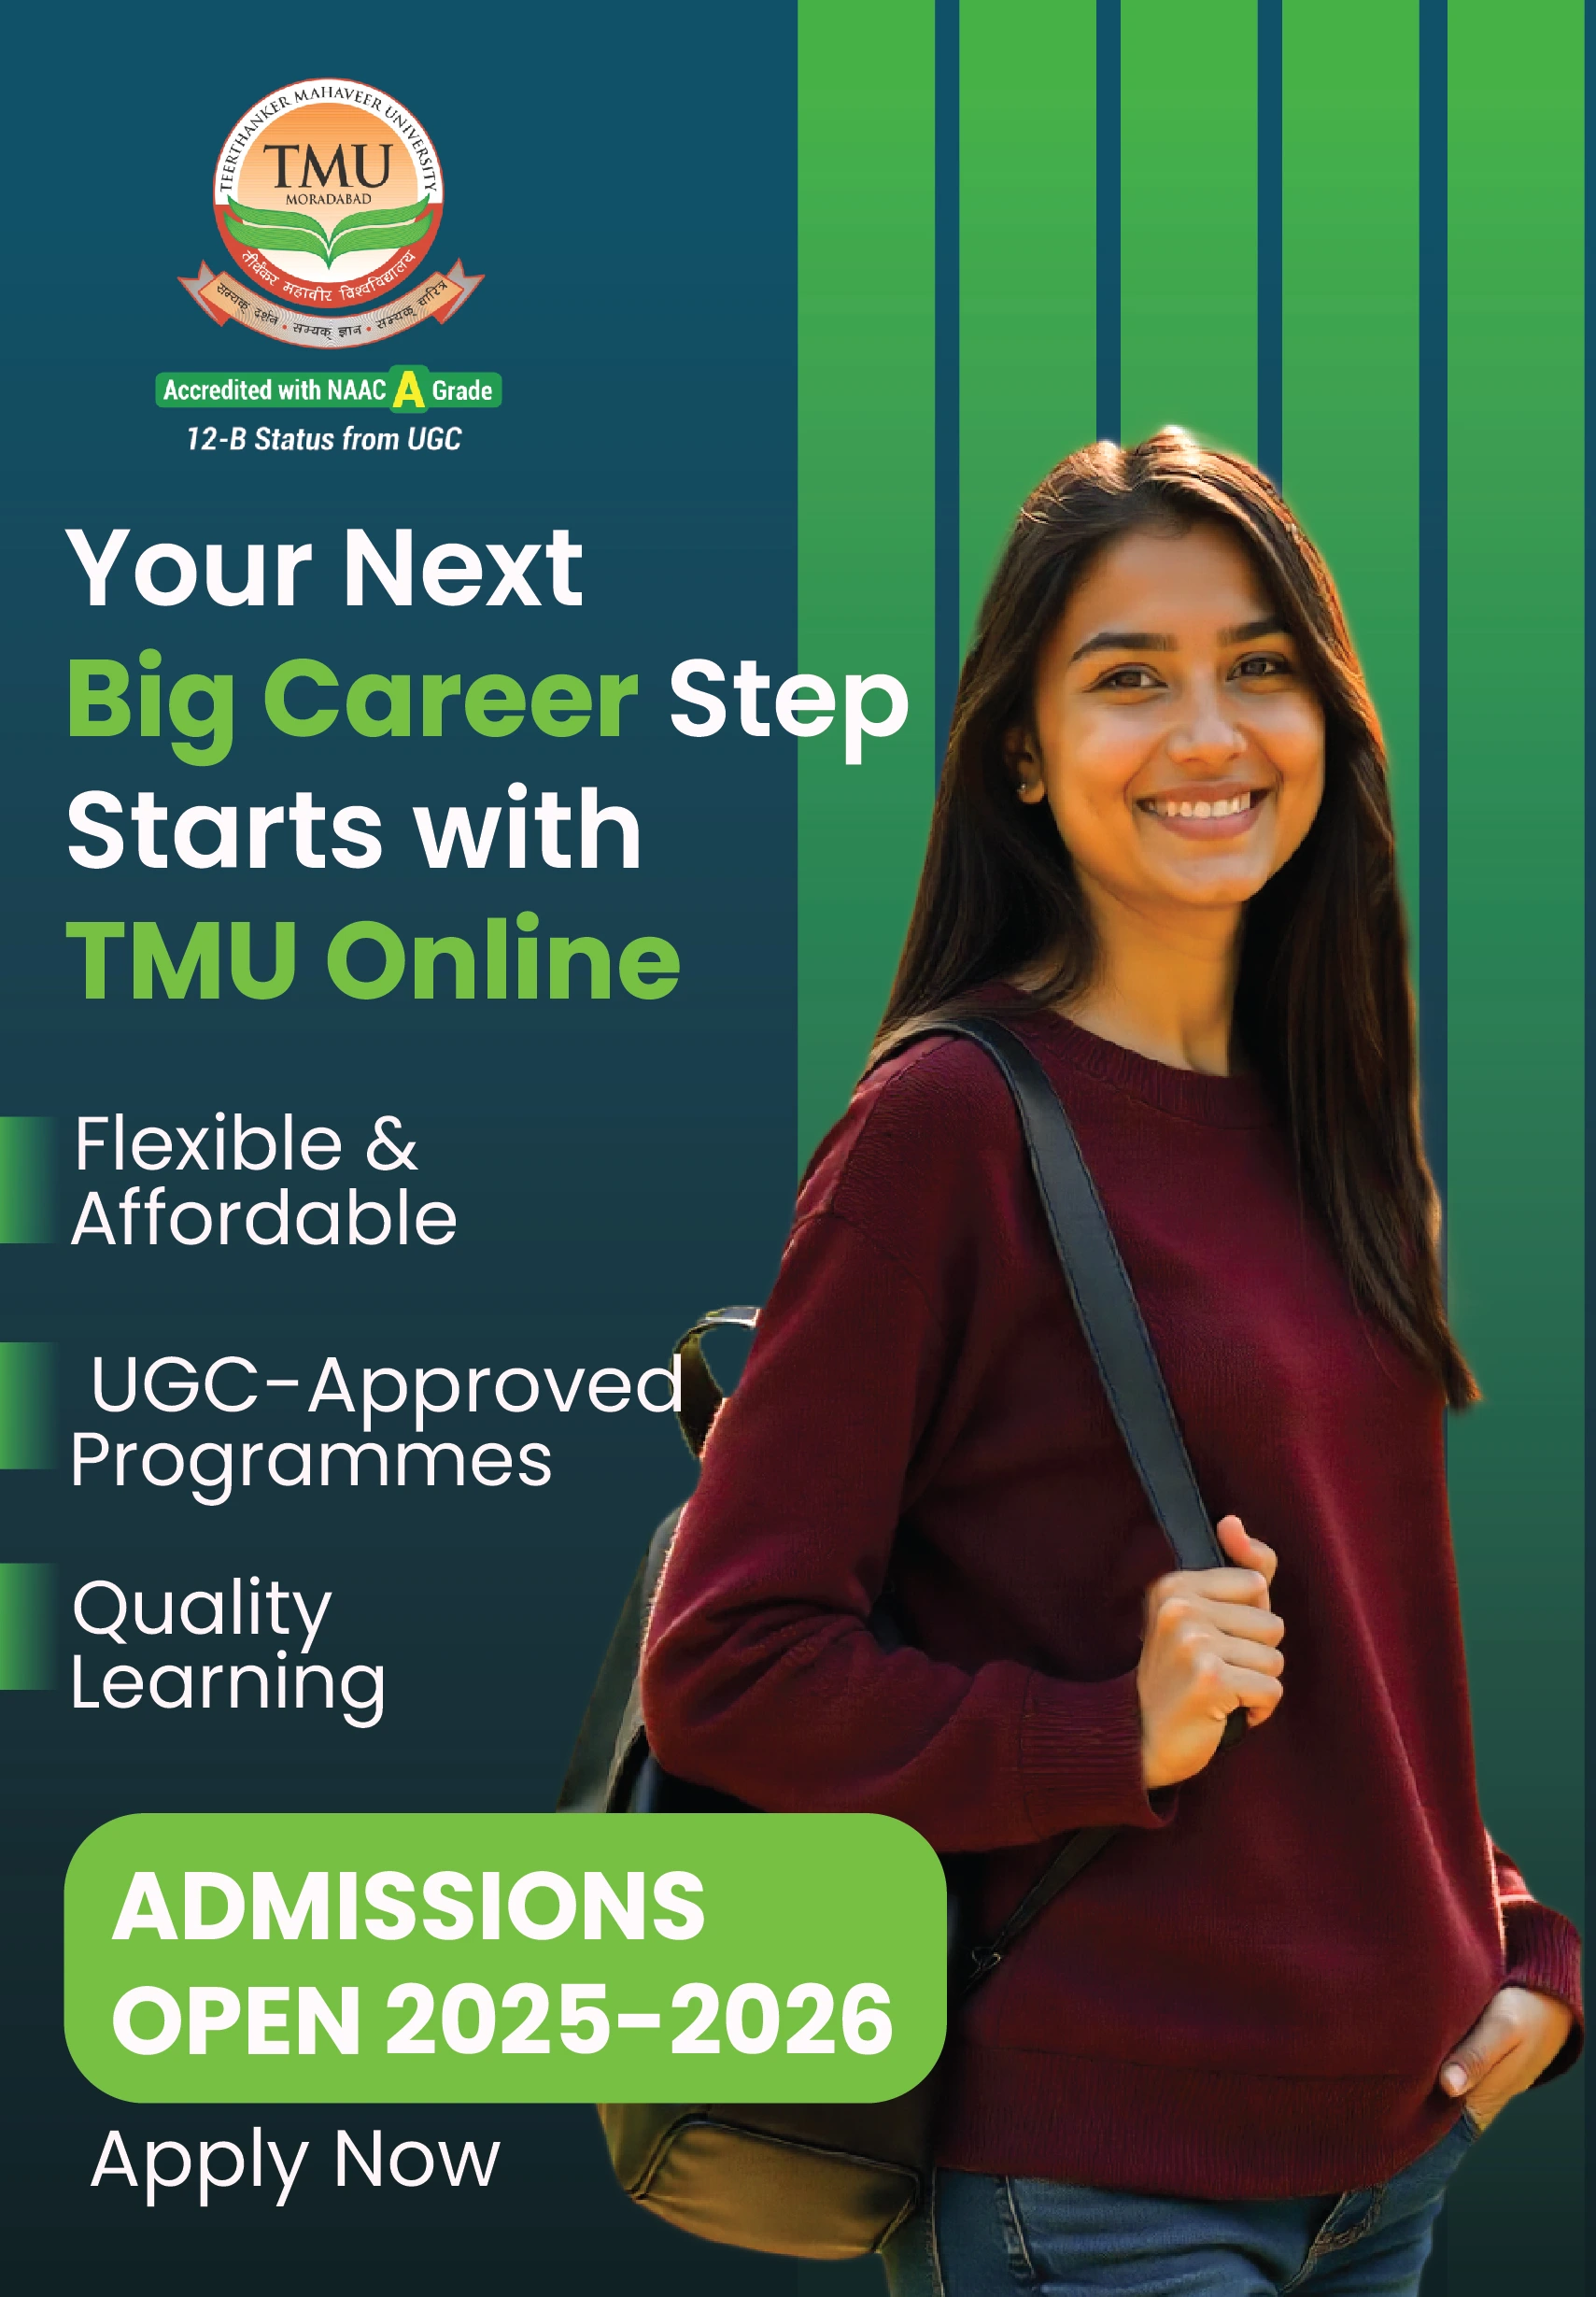 TEERTHANKER MAHAVEER UNIVERSITY
TMU
MORADABAD
तीर्थंकर महावीर विश्वविद्यालय
सम्यक् दर्शन • सम्यक् ज्ञान • सम्यक् चारित्र
Accredited with NAAC A Grade
12-B Status from UGC
Your Next
Big Career Step
Starts with
TMU Online
Flexible &
Affordable
UGC-Approved
Programmes
Quality
Learning
ADMISSIONS
OPEN 2025-2026
Apply Now